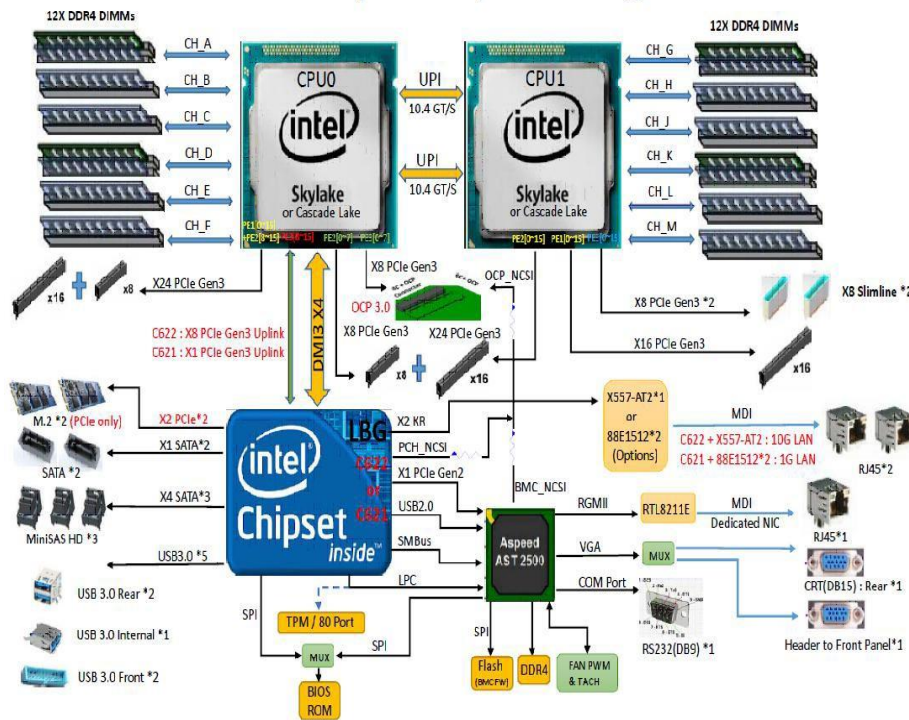 12X DDR4 DIMMs
12X DDR4 DIMMs
CH_A
CH_B
CH_C
CH_D
CH_E
CH_F
CPU0
intel
Skylake
or Cascade Lake
UPI
10.4 GT/S
UPI
10.4 GT/S
CPU1
intel
Skylake
or Cascade Lake
CH_G
CH_H
CH_J
CH_K
CH_L
CH_M
PE1[0~15]
PE2[0~7]
PE2[0~15]
PE1[0~15]
x16
x8
X24 PCIe Gen3
C622 : X8 PCIe Gen3 Uplink
C621 : X1 PCIe Gen3 Uplink
DMI3 X4
X8 PCIe Gen3
OCP 3.0
OCP_NCSI
X8 PCIe Gen3
X24 PCIe Gen3
x8
x16
X8 PCIe Gen3 *2
X8 Slimline *2
X16 PCIe Gen3
x16
M.2 *2 (PCIe only)
X2 PCIe*2
SATA *2
X1 SATA*2
MiniSAS HD *3
X4 SATA*3
USB3.0 *5
USB 3.0 Rear *2
USB 3.0 Internal *1
USB 3.0 Front *2
intel
Chipset
inside™
LBG
C622
or
C621
X2 KR
PCH_NCSI
X1 PCIe Gen2
USB2.0
SMBus
LPC
SPI
TPM / 80 Port
MUX
SPI
BIOS
ROM
X557-AT2*1
or
88E1512*2
(Options)
MDI
C622 + X557-AT2 : 10G LAN
C621 + 88E1512*2 : 1G LAN
RJ45*2
BMC_NCSI
Aspeed
AST 2500
RGMII
RTL8211E
MDI
Dedicated NIC
RJ45*1
VGA
MUX
CRT(DB15) : Rear *1
Header to Front Panel*1
COM Port
RS232(DB9) *1
SPI
Flash
(BMCFW)
DDR4
FAN PWM
& TACH